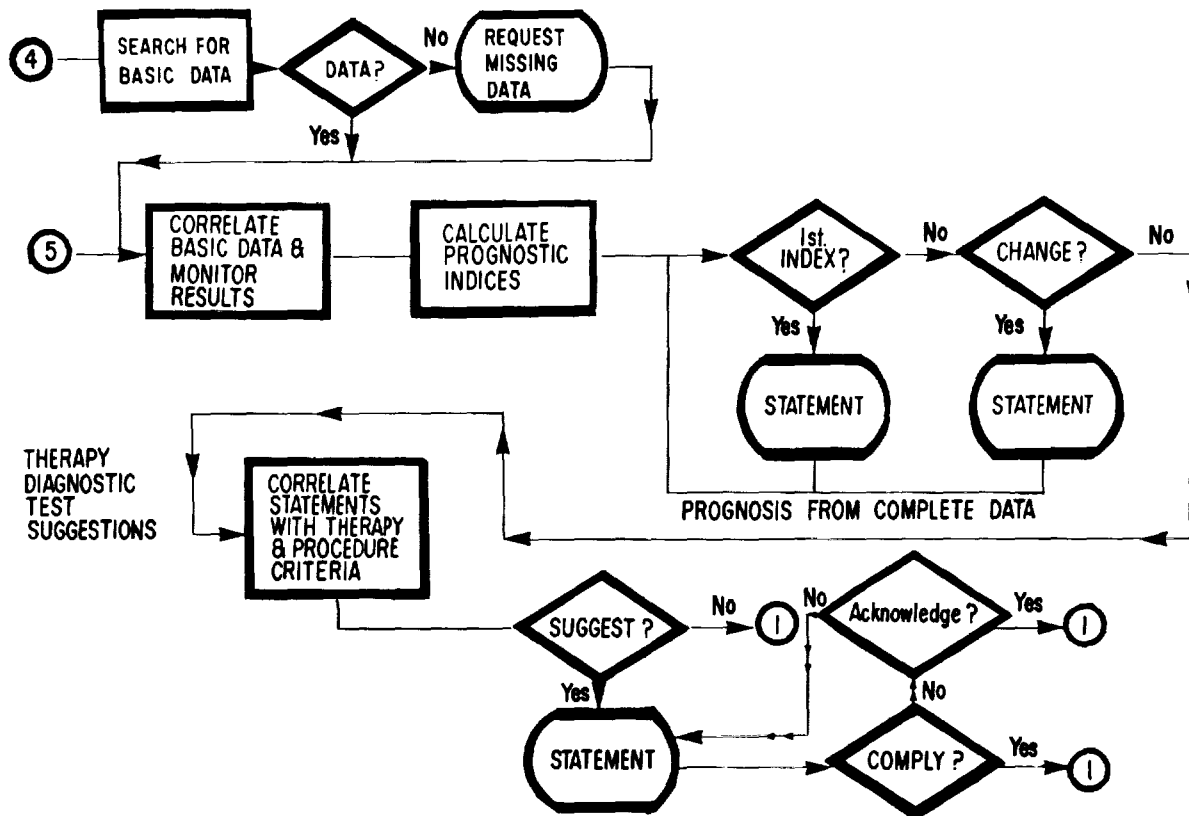 4
SEARCH FOR
BASIC DATA
DATA?
No
REQUEST
MISSING
DATA
Yes
5
CORRELATE
BASIC DATA &
MONITOR
RESULTS
CALCULATE
PROGNOSTIC
INDICES
1st.
INDEX?
No
CHANGE?
No
Yes
Yes
STATEMENT
STATEMENT
PROGNOSIS FROM COMPLETE DATA
THERAPY
DIAGNOSTIC
TEST
SUGGESTIONS
CORRELATE
STATEMENTS
WITH THERAPY
& PROCEDURE
CRITERIA
SUGGEST?
No
1
No
Acknowledge?
Yes
1
Yes
No
STATEMENT
COMPLY?
Yes
1